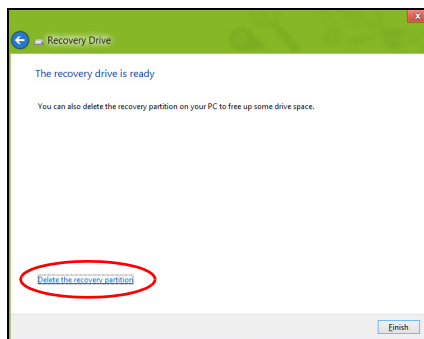 Recovery Drive
The recovery drive is ready
You can also delete the recovery partition on your PC to free up some drive space.
Delete the recovery partition
Finish